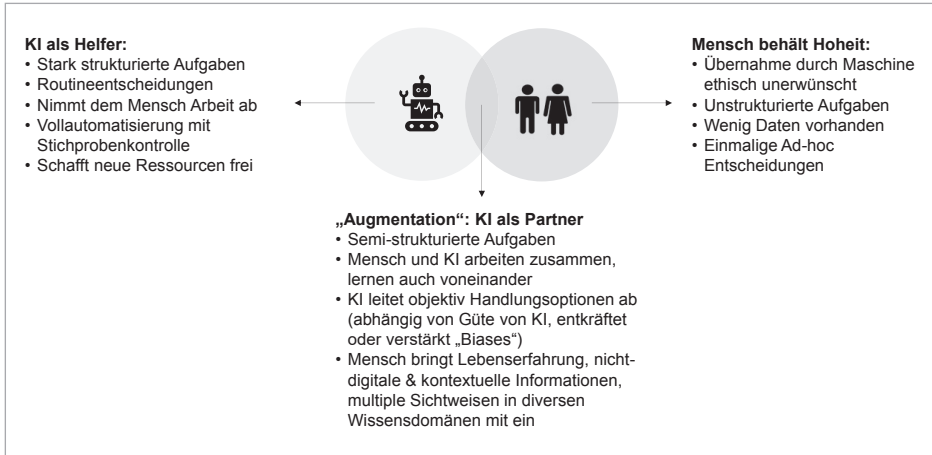 KI als Helfer:
• Stark strukturierte Aufgaben
• Routineentscheidungen
• Nimmt dem Mensch Arbeit ab
• Vollautomatisierung mit
Stichprobenkontrolle
• Schafft neue Ressourcen frei
Mensch behält Hoheit:
• Übernahme durch Maschine
ethisch unerwünscht
• Unstrukturierte Aufgaben
• Wenig Daten vorhanden
• Einmalige Ad-hoc
Entscheidungen
„Augmentation“: KI als Partner
• Semi-strukturierte Aufgaben
• Mensch und KI arbeiten zusammen,
lernen auch voneinander
• KI leitet objektiv Handlungsoptionen ab
(abhängig von Güte von KI, entkräftet
oder verstärkt „Biases“)
• Mensch bringt Lebenserfahrung, nicht-
digitale & kontextuelle Informationen,
multiple Sichtweisen in diversen
Wissensdomänen mit ein